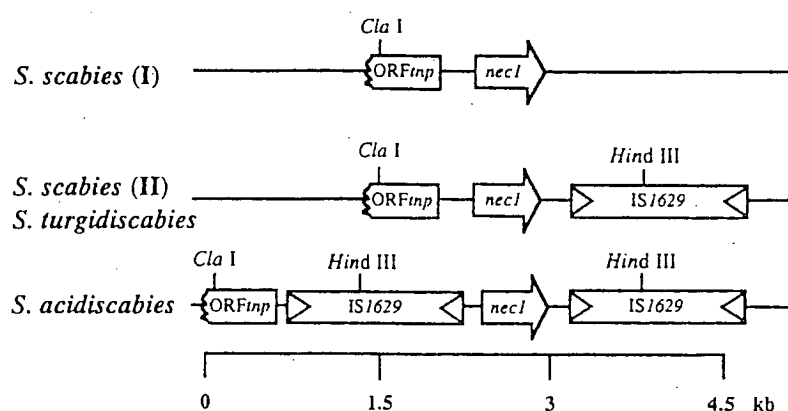 Cla I
S. scabies (I)
ORFtnp
nec1
Cla I
Hind III
S. scabies (II)
S. turgidiscabies
ORFtnp
nec1
IS1629
Cla I
Hind III
Hind III
S. acidiscabies
ORFtnp
IS1629
nec1
IS1629
0 1.5 3 4.5 kb